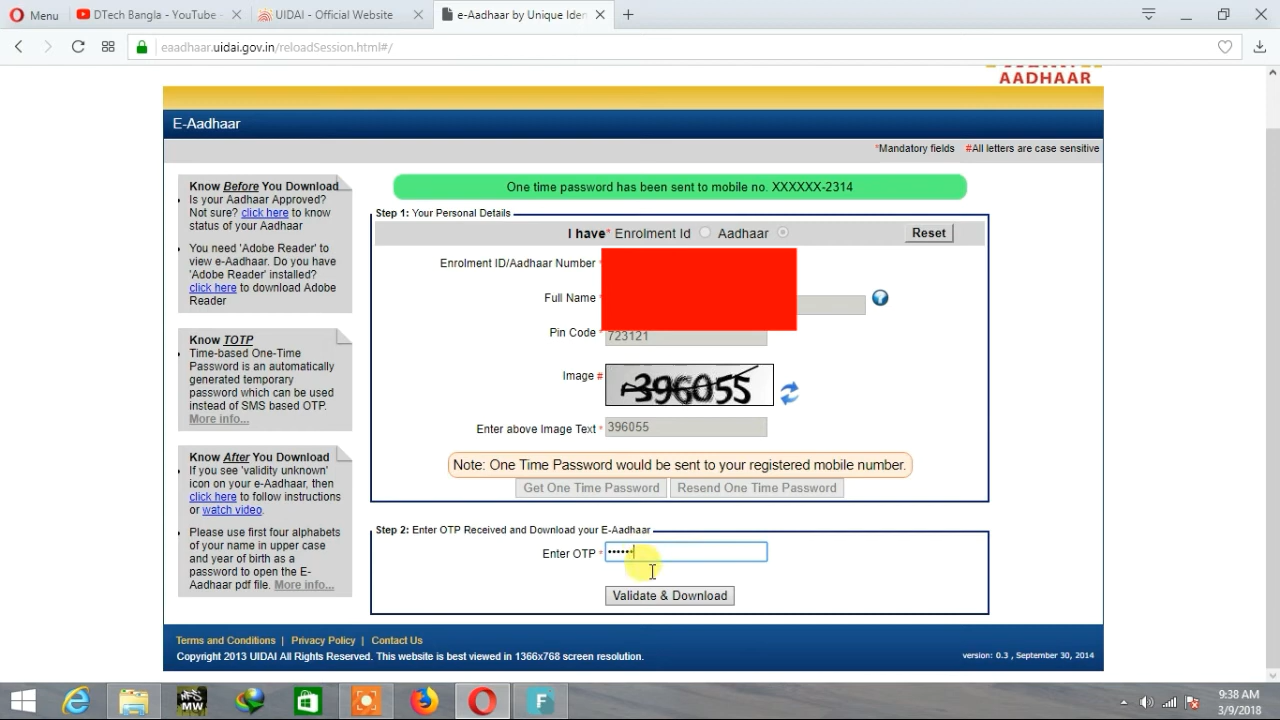 Menu
DTech Bangla - YouTube -
UIDAI - Official Website
e-Aadhaar by Unique Iden
eaadhaar.uidai.gov.in/reloadSession.html#/
AADHAAR
E-Aadhaar
*Mandatory fields #All letters are case sensitive
Know Before You Download
Is your Aadhaar Approved?
Not sure? click here to know
status of your Aadhaar
You need 'Adobe Reader' to
view e-Aadhaar. Do you have
'Adobe Reader' installed?
click here to download Adobe
Reader
Know TOTP
Time-based One-Time
Password is an automatically
generated temporary
password which can be used
instead of SMS based OTP.
More info...
Know After You Download
If you see 'validity unknown'
icon on your e-Aadhaar, then
click here to follow instructions
or watch video.
Please use first four alphabets
of your name in upper case
and year of birth as a
password to open the E-
Aadhaar pdf file. More info...
One time password has been sent to mobile no. XXXXXX-2314
Step 1: Your Personal Details
I have* Enrolment Id Aadhaar
Reset
Enrolment ID/Aadhaar Number *
Full Name *
Pin Code * 723121
Image # 396055
Enter above Image Text * 396055
Note: One Time Password would be sent to your registered mobile number.
Get One Time Password Resend One Time Password
Step 2: Enter OTP Received and Download your E-Aadhaar
Enter OTP * ••••••
Validate & Download
Terms and Conditions | Privacy Policy | Contact Us
Copyright 2013 UIDAI All Rights Reserved. This website is best viewed in 1366x768 screen resolution.
version: 0.3 , September 30, 2014
MW
F
9:38 AM
3/9/2018